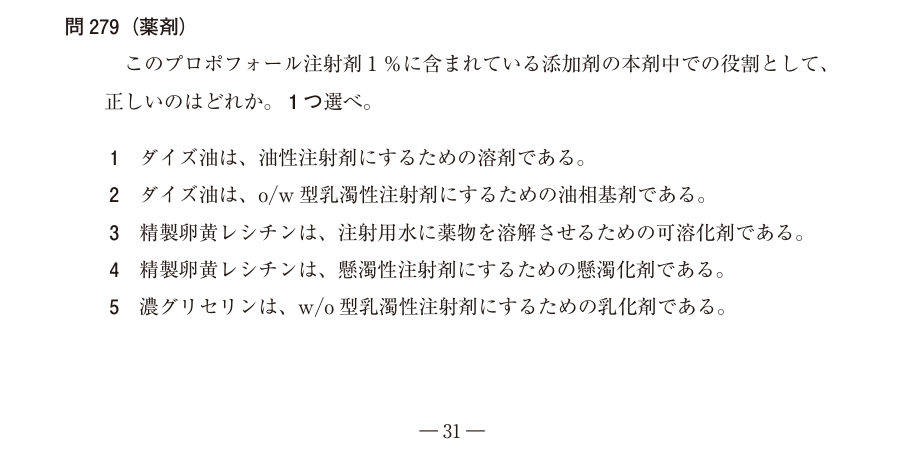 問 279（薬剤）
このプロポフォール注射剤１％に含まれている添加剤の本剤中での役割として、
正しいのはどれか。１つ選べ。
1 ダイズ油は、油性注射剤にするための溶剤である。
2 ダイズ油は、o/w 型乳濁性注射剤にするための油相基剤である。
3 精製卵黄レシチンは、注射用水に薬物を溶解させるための可溶化剤である。
4 精製卵黄レシチンは、懸濁性注射剤にするための懸濁化剤である。
5 濃グリセリンは、w/o 型乳濁性注射剤にするための乳化剤である。
― 31 ―